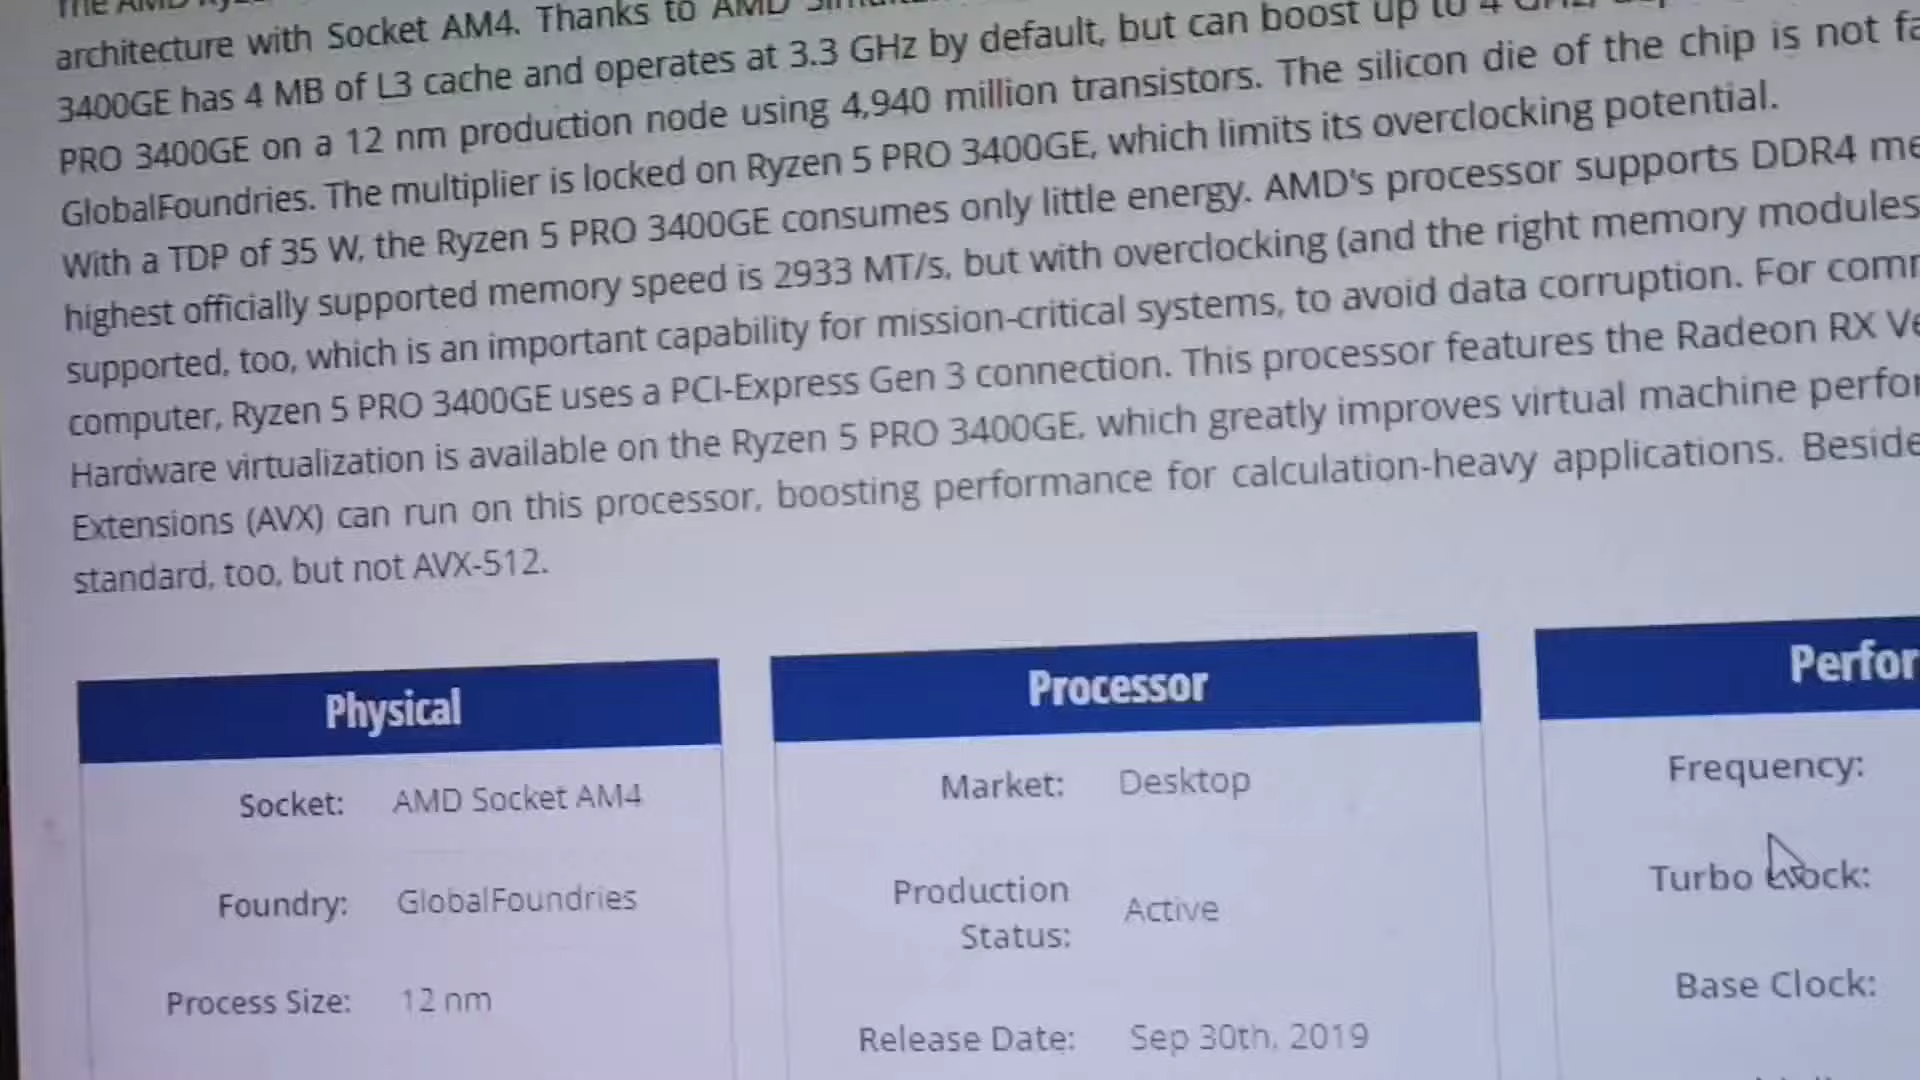 The AMD
architecture with Socket AM4. Thanks to AMD
3400GE has 4 MB of L3 cache and operates at 3.3 GHz by default, but can boost up to 4 GHz,
PRO 3400GE on a 12 nm production node using 4,940 million transistors. The silicon die of the chip is not
GlobalFoundries. The multiplier is locked on Ryzen 5 PRO 3400GE, which limits its overclocking potential.
With a TDP of 35 W, the Ryzen 5 PRO 3400GE consumes only little energy. AMD's processor supports DDR4
highest officially supported memory speed is 2933 MT/s, but with overclocking (and the right memory modules
supported, too, which is an important capability for mission-critical systems, to avoid data corruption. For
computer, Ryzen 5 PRO 3400GE uses a PCI-Express Gen 3 connection. This processor features the Radeon RX
Hardware virtualization is available on the Ryzen 5 PRO 3400GE, which greatly improves virtual machine
Extensions (AVX) can run on this processor, boosting performance for calculation-heavy applications.
standard, too, but not AVX-512.
Physical
Socket: AMD Socket AM4
Foundry: GlobalFoundries
Process Size: 12 nm
Processor
Market: Desktop
Production
Status: Active
Release Date: Sep 30th, 2019
Perfor
Frequency:
Turbo Clock:
Base Clock: